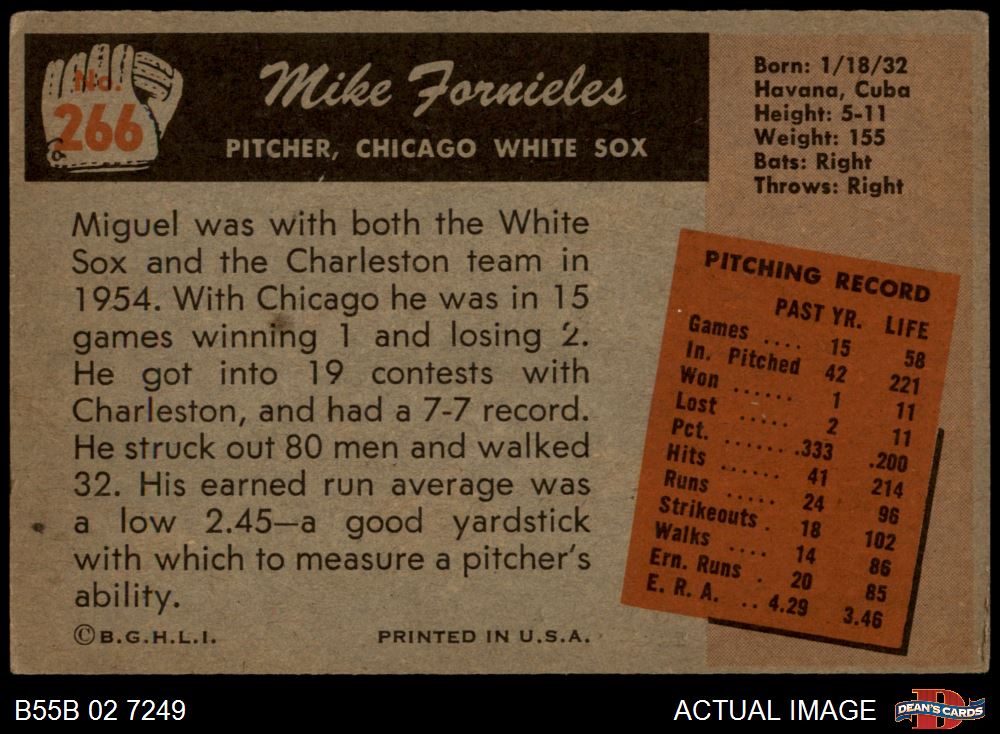 No.
266
Mike Fornieles
PITCHER, CHICAGO WHITE SOX
Born: 1/18/32
Havana, Cuba
Height: 5-11
Weight: 155
Bats: Right
Throws: Right
Miguel was with both the White
Sox and the Charleston team in
1954. With Chicago he was in 15
games winning 1 and losing 2.
He got into 19 contests with
Charleston, and had a 7-7 record.
He struck out 80 men and walked
32. His earned run average was
a low 2.45—a good yardstick
with which to measure a pitcher's
ability.
©B.G.H.L.I. PRINTED IN U.S.A.
PITCHING RECORD
PAST YR. LIFE
Games .... 15 58
In. Pitched 42 221
Won ...... 1 11
Lost ..... 2 11
Pct. ....... .333 .200
Hits ...... 41 214
Runs ..... 24 96
Strikeouts . 18 102
Walks .... 14 86
Ern. Runs . 20 85
E. R. A. .. 4.29 3.46
B55B 02 7249
ACTUAL IMAGE
DEAN'S CARDS